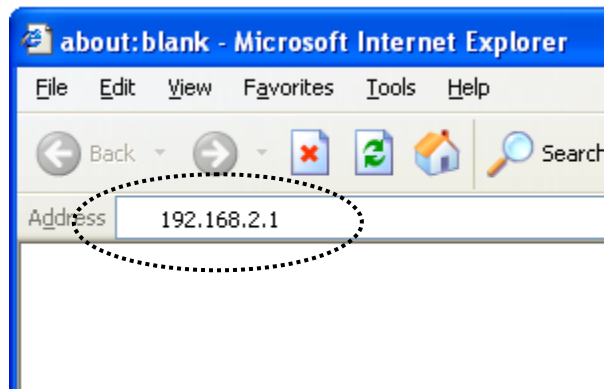 about:blank - Microsoft Internet Explorer
File Edit View Favorites Tools Help
Back Search
Address 192.168.2.1